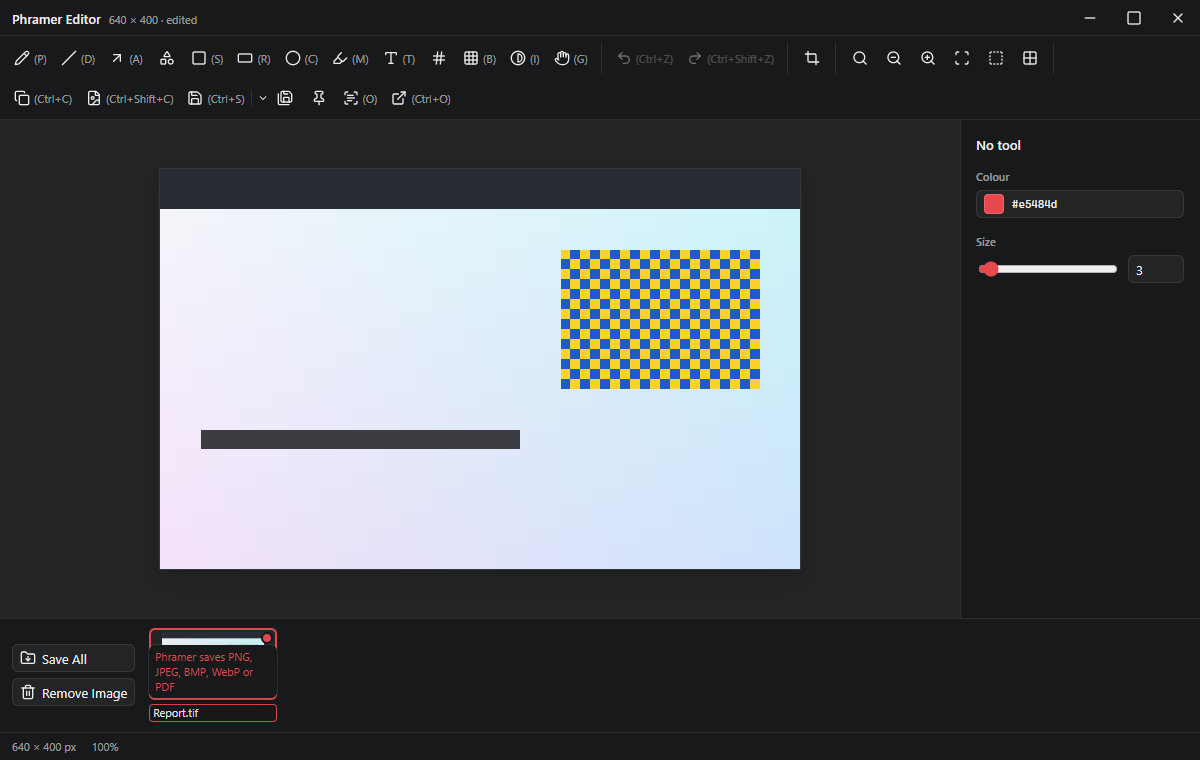 Phramer Editor 640 × 400 · edited
(P) (D) (A) (S) (R) (C) (M) (T) (B) (I) (G) (Ctrl+Z) (Ctrl+Shift+Z)
(Ctrl+C) (Ctrl+Shift+C) (Ctrl+S) (O) (Ctrl+O)
No tool
Colour
#e5484d
Size
3
Save All
Remove Image
Phramer saves PNG,
JPEG, BMP, WebP or
PDF
Report.tif
640 × 400 px 100%